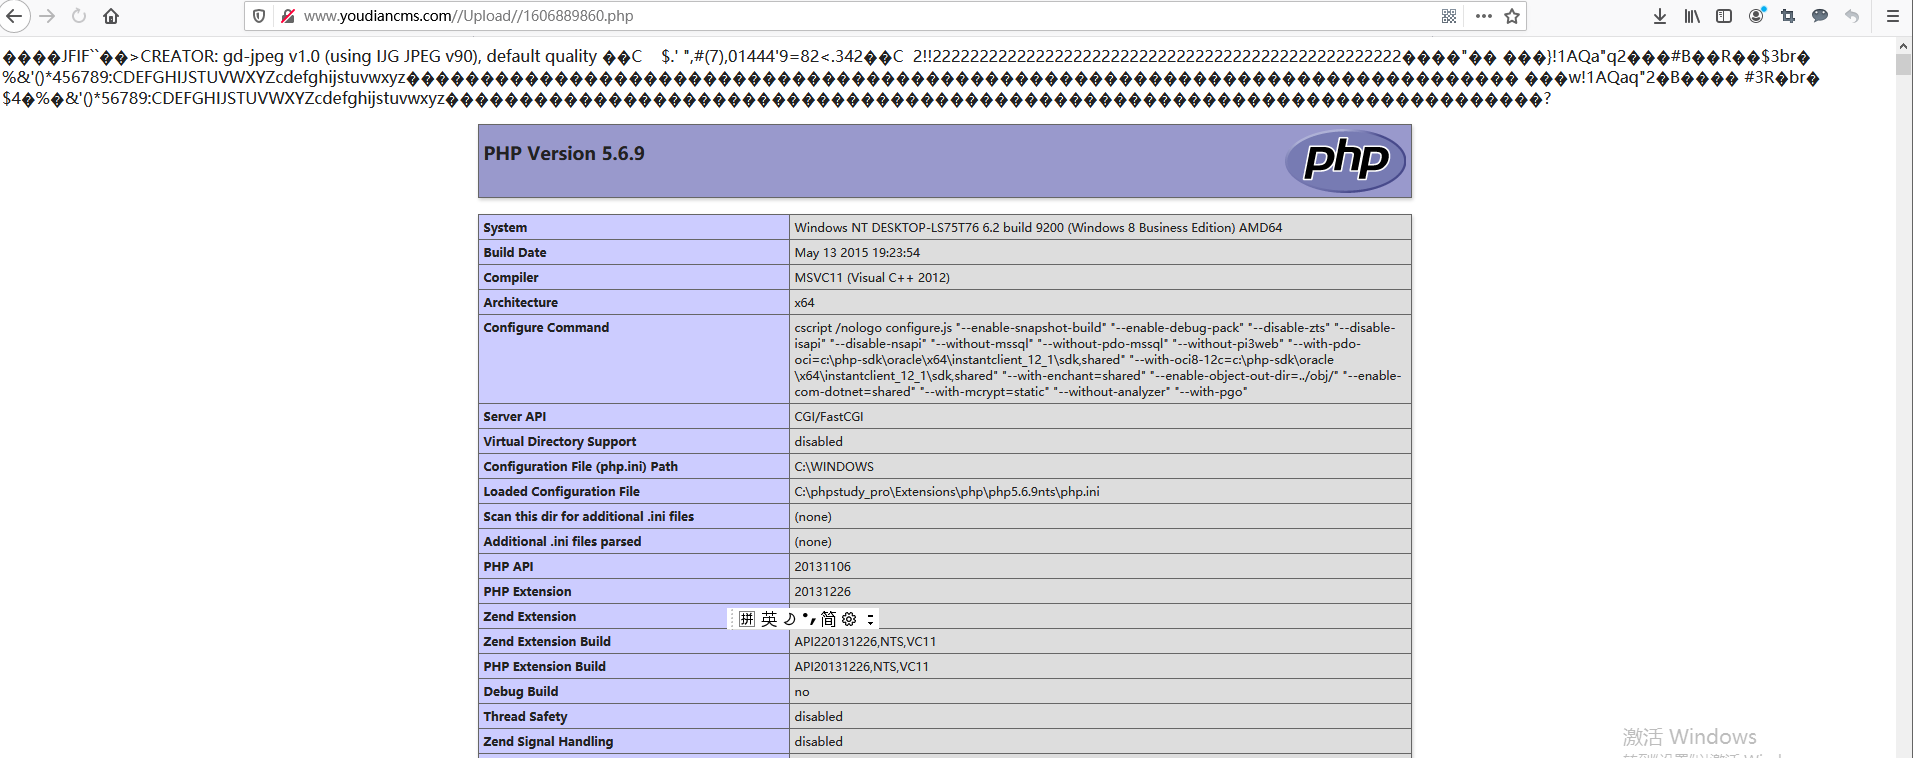 www.youdiancms.com//Upload//1606889860.php
����JFIF``��>CREATOR: gd-jpeg v1.0 (using IJG JPEG v90), default quality ��C
$.' ",#(7),01444'9=82<.342��C
%&'()*456789:CDEFGHIJSTUVWXYZcdefghijstuvwxyz
���w!1AQaq"2�B���� #3R�br�
$4�%�&'()*56789:CDEFGHIJSTUVWXYZcdefghijstuvwxyz
PHP Version 5.6.9
php
System Windows NT DESKTOP-LS75T76 6.2 build 9200 (Windows 8 Business Edition) AMD64
Build Date May 13 2015 19:23:54
Compiler MSVC11 (Visual C++ 2012)
Architecture x64
Configure Command cscript /nologo configure.js "--enable-snapshot-build" "--enable-debug-pack" "--disable-zts" "--disable-
isapi" "--disable-nsapi" "--without-mssql" "--without-pdo-mssql" "--without-pi3web" "--with-pdo-
oci=c:\php-sdk\oracle\x64\instantclient_12_1\sdk,shared" "--with-oci8-12c=c:\php-sdk\oracle
\x64\instantclient_12_1\sdk,shared" "--with-enchant=shared" "--enable-object-out-dir=../obj/" "--enable-
com-dotnet=shared" "--with-mcrypt=static" "--without-analyzer" "--with-pgo"
Server API CGI/FastCGI
Virtual Directory Support disabled
Configuration File (php.ini) Path C:\WINDOWS
Loaded Configuration File C:\phpstudy_pro\Extensions\php\php5.6.9nts\php.ini
Scan this dir for additional .ini files (none)
Additional .ini files parsed (none)
PHP API 20131106
PHP Extension 20131226
Zend Extension
拼 英 简
Zend Extension Build API220131226,NTS,VC11
PHP Extension Build API20131226,NTS,VC11
Debug Build no
Thread Safety disabled
Zend Signal Handling disabled
激活 Windows